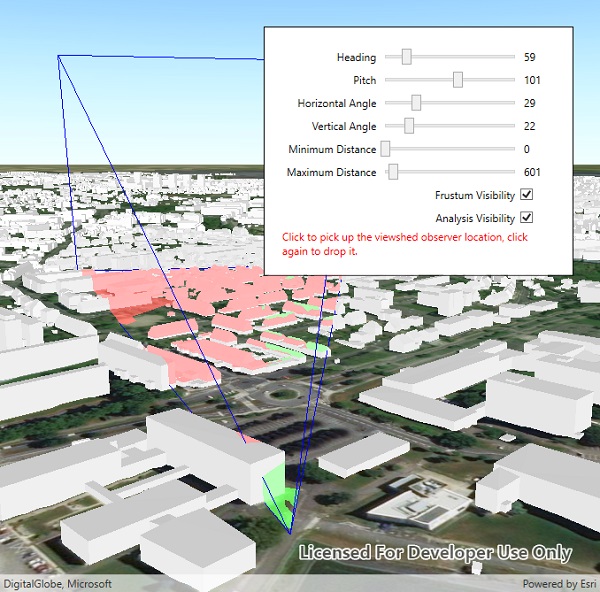 Heading 59
Pitch 101
Horizontal Angle 29
Vertical Angle 22
Minimum Distance 0
Maximum Distance 601
Frustum Visibility
Analysis Visibility
Click to pick up the viewshed observer location, click
again to drop it.
Licensed For Developer Use Only
DigitalGlobe, Microsoft
Powered by Esri